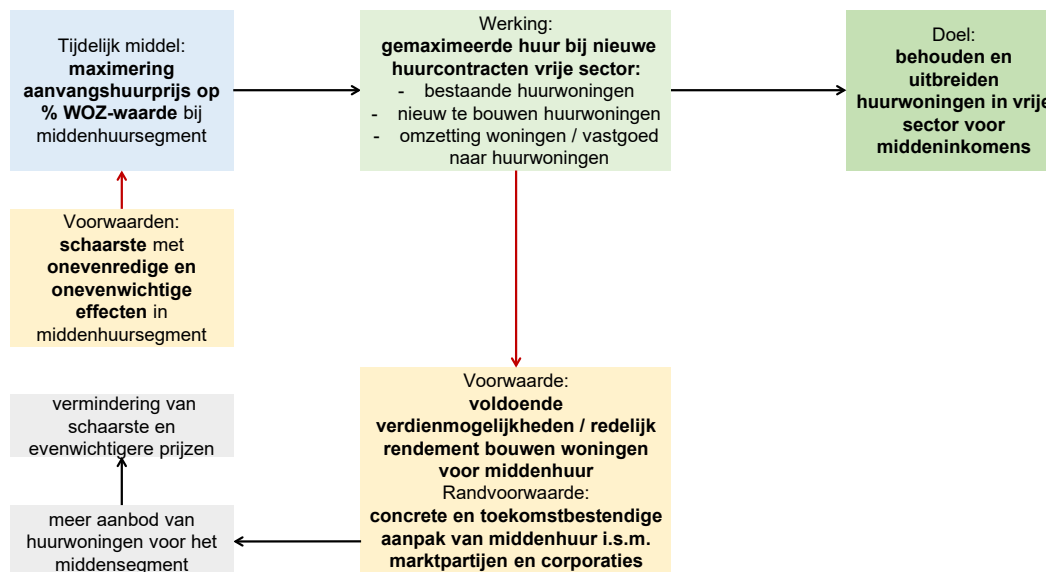 Tijdelijk middel:
maximering
aanvangshuurprijs op
% WOZ-waarde bij
middenhuursegment
Werking:
gemaximeerde huur bij nieuwe
huurcontracten vrije sector:
- bestaande huurwoningen
- nieuw te bouwen huurwoningen
- omzetting woningen / vastgoed
naar huurwoningen
Doel:
behouden en
uitbreiden
huurwoningen in vrije
sector voor
middeninkomens
Voorwaarden:
schaarste met
onevenredige en
onevenwichtige
effecten in
middenhuursegment
Voorwaarde:
voldoende
verdienmogelijkheden / redelijk
rendement bouwen woningen
voor middenhuur
Randvoorwaarde:
concrete en toekomstbestendige
aanpak van middenhuur i.s.m.
marktpartijen en corporaties
vermindering van
schaarste en
evenwichtigere prijzen
meer aanbod van
huurwoningen voor het
middensegment